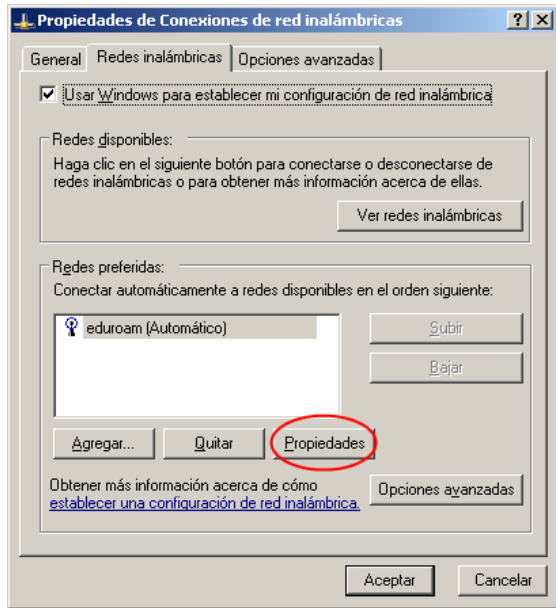 Propiedades de Conexiones de red inalámbricas
General Redes inalámbricas Opciones avanzadas
Usar Windows para establecer mi configuración de red inalámbrica
Redes disponibles:
Haga clic en el siguiente botón para conectarse o desconectarse de
redes inalámbricas o para obtener más información acerca de ellas.
Ver redes inalámbricas
Redes preferidas:
Conectar automáticamente a redes disponibles en el orden siguiente:
eduroam (Automático)
Subir
Bajar
Agregar... Quitar Propiedades
Obtener más información acerca de cómo
establecer una configuración de red inalámbrica.
Opciones avanzadas
Aceptar Cancelar